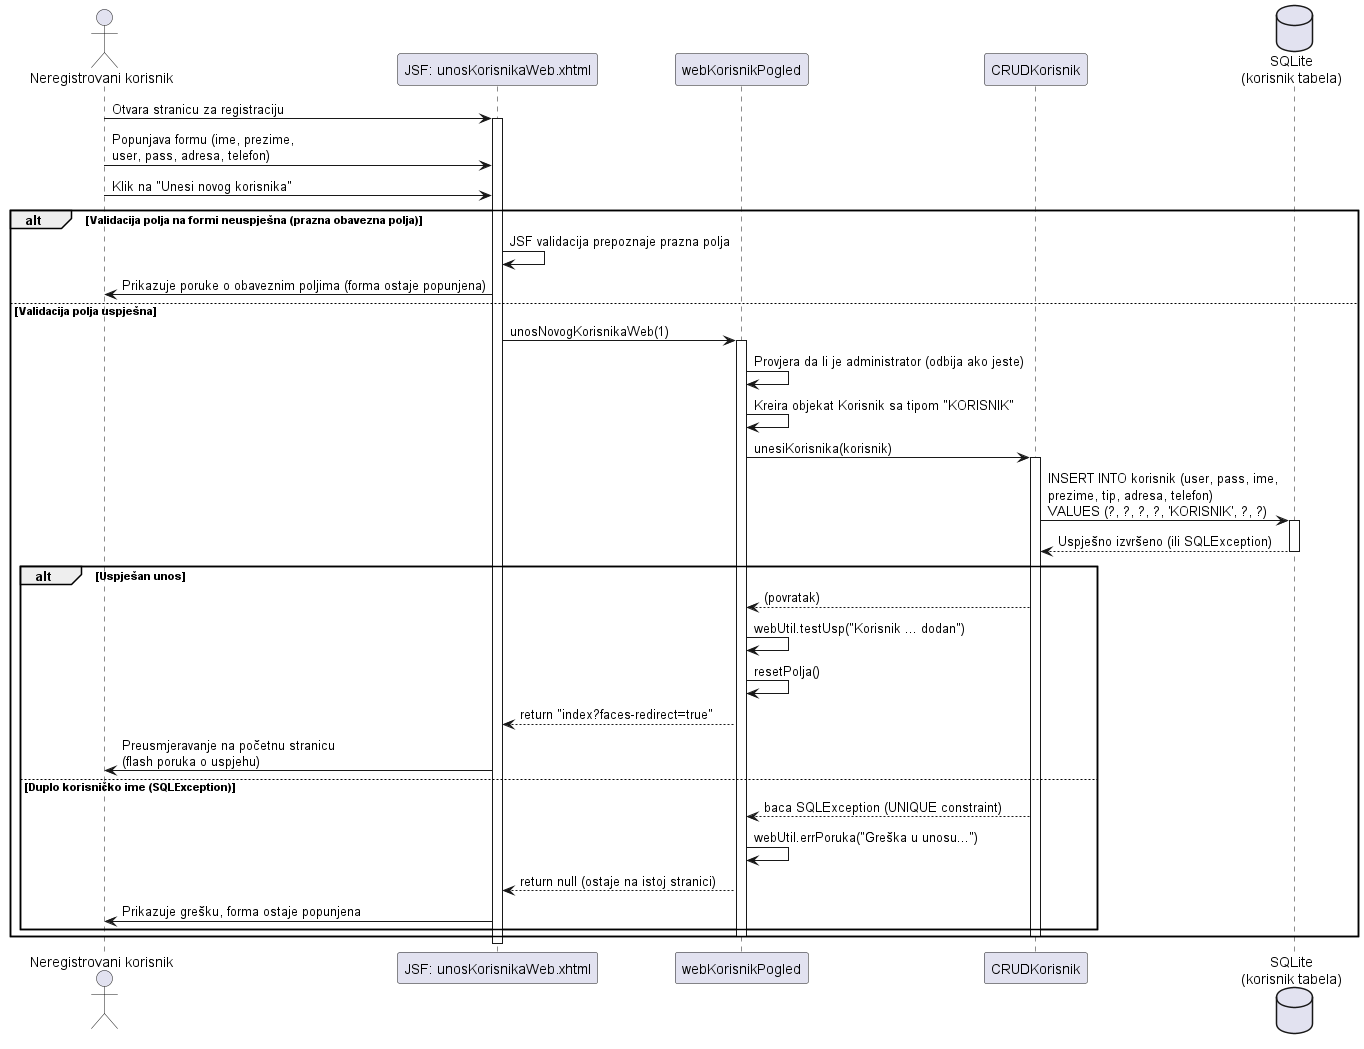 Neregistrovani korisnik
JSF: unosKorisnikaWeb.xhtml
webKorisnikPogled
CRUDKorisnik
SQLite
(korisnik tabela)
Otvara stranicu za registraciju
Popunjava formu (ime, prezime,
user, pass, adresa, telefon)
Klik na "Unesi novog korisnika"
alt
[Validacija polja na formi neuspješna (prazna obavezna polja)]
JSF validacija prepoznaje prazna polja
Prikazuje poruke o obaveznim poljima (forma ostaje popunjena)
[Validacija polja uspješna]
unosNovogKorisnikaWeb(1)
Provjera da li je administrator (odbija ako jeste)
Kreira objekat Korisnik sa tipom "KORISNIK"
unesiKorisnika(korisnik)
INSERT INTO korisnik (user, pass, ime,
prezime, tip, adresa, telefon)
VALUES (?, ?, ?, ?, 'KORISNIK', ?, ?)
Uspješno izvršeno (ili SQLException)
alt
[Uspješan unos]
(povratak)
webUtil.testUsp("Korisnik ... dodan")
resetPolja()
return "index?faces-redirect=true"
Preusmjeravanje na početnu stranicu
(flash poruka o uspjehu)
[Duplo korisničko ime (SQLException)]
baca SQLException (UNIQUE constraint)
webUtil.errPoruka("Greška u unosu...")
return null (ostaje na istoj stranici)
Prikazuje grešku, forma ostaje popunjena
Neregistrovani korisnik
JSF: unosKorisnikaWeb.xhtml
webKorisnikPogled
CRUDKorisnik
SQLite
(korisnik tabela)